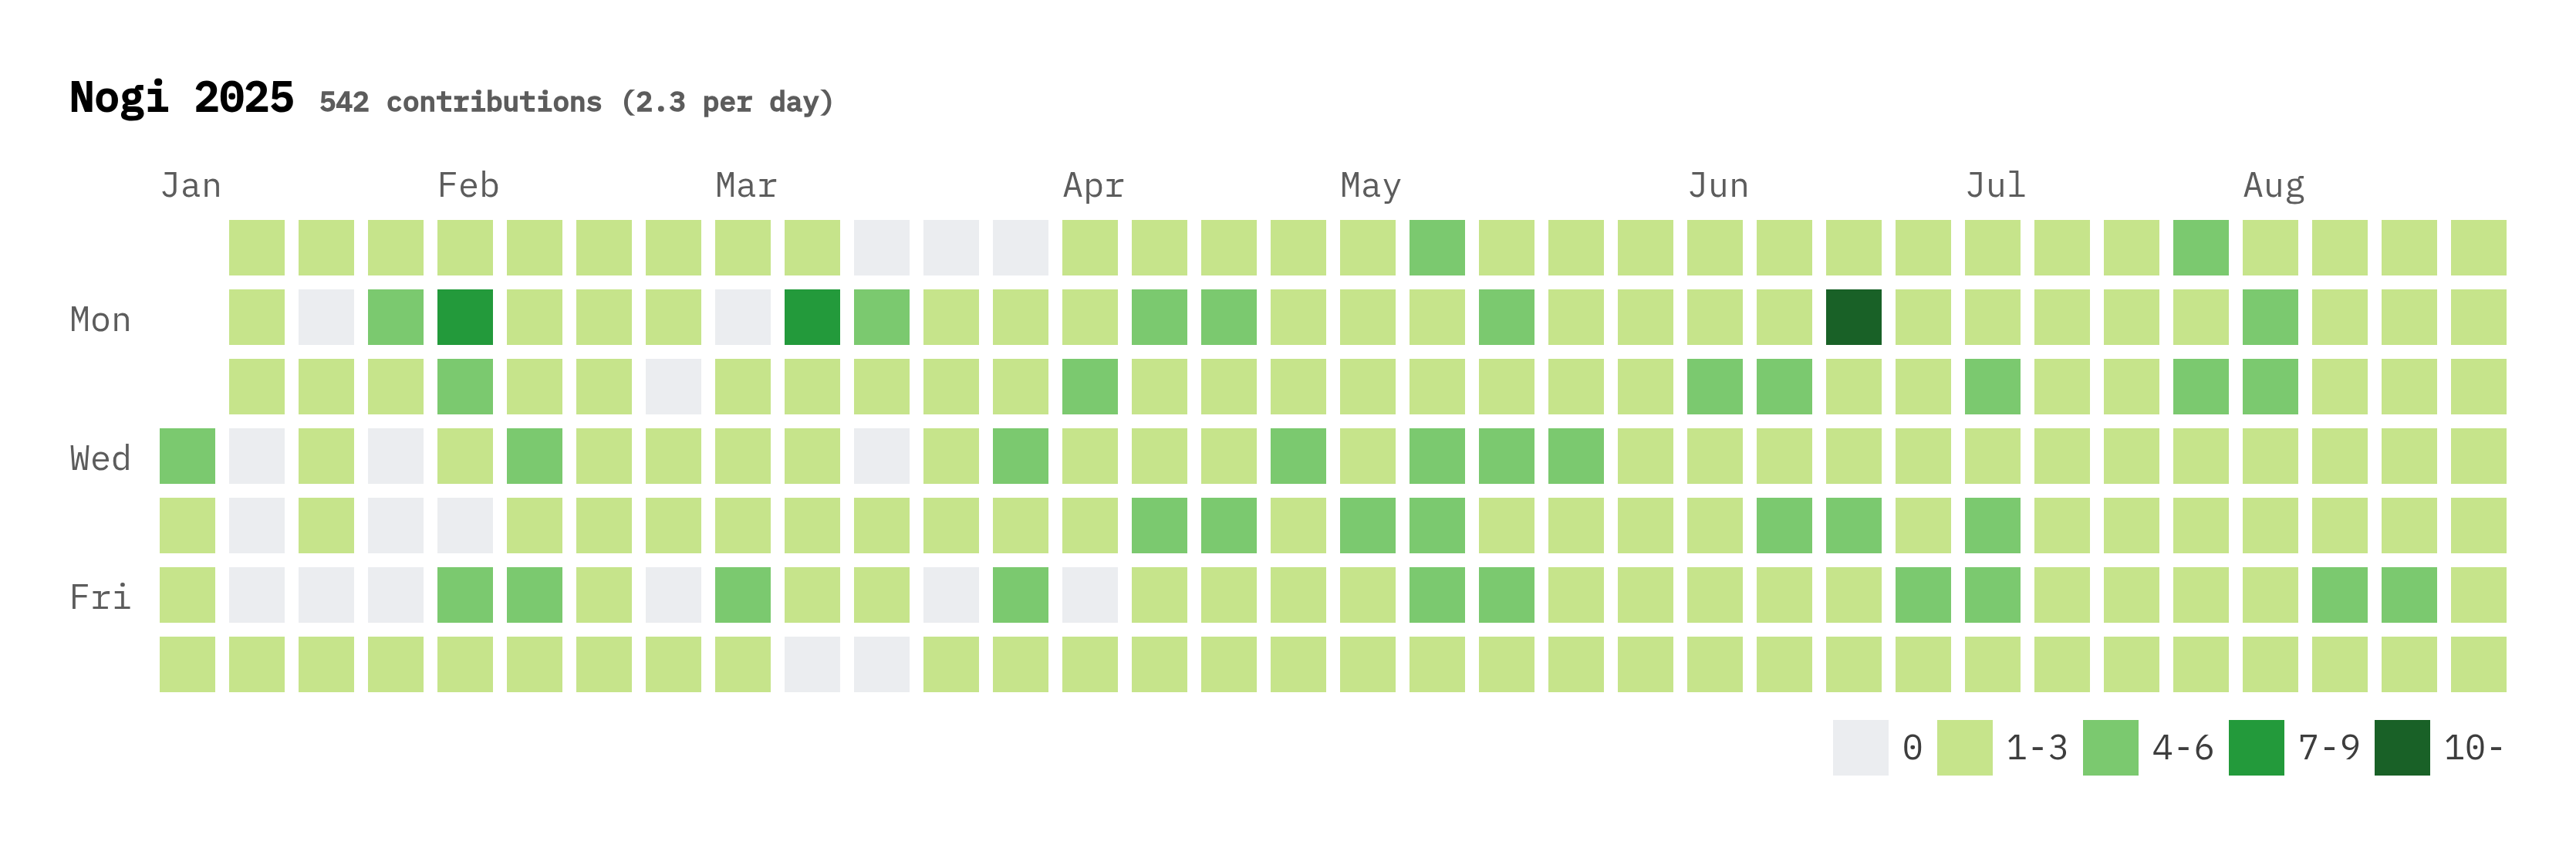 Nogi 2025 542 contributions (2.3 per day)
Jan Feb Mar Apr May Jun Jul Aug
Mon
Wed
Fri
0 1-3 4-6 7-9 10-